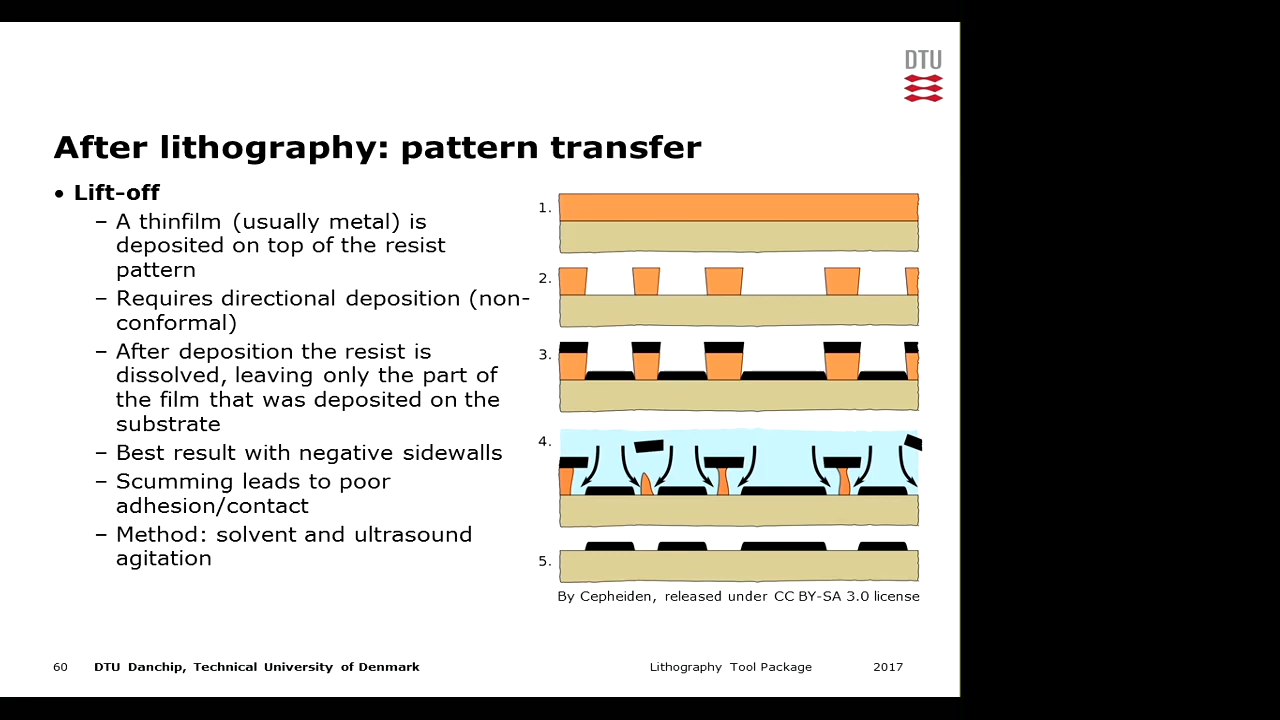 DTU
After lithography: pattern transfer
• Lift-off
– A thinfilm (usually metal) is
deposited on top of the resist
pattern
– Requires directional deposition (non-
conformal)
– After deposition the resist is
dissolved, leaving only the part of
the film that was deposited on the
substrate
– Best result with negative sidewalls
– Scumming leads to poor
adhesion/contact
– Method: solvent and ultrasound
agitation
1.
2.
3.
4.
5.
By Cepheiden, released under CC BY-SA 3.0 license
60 DTU Danchip, Technical University of Denmark Lithography Tool Package 2017